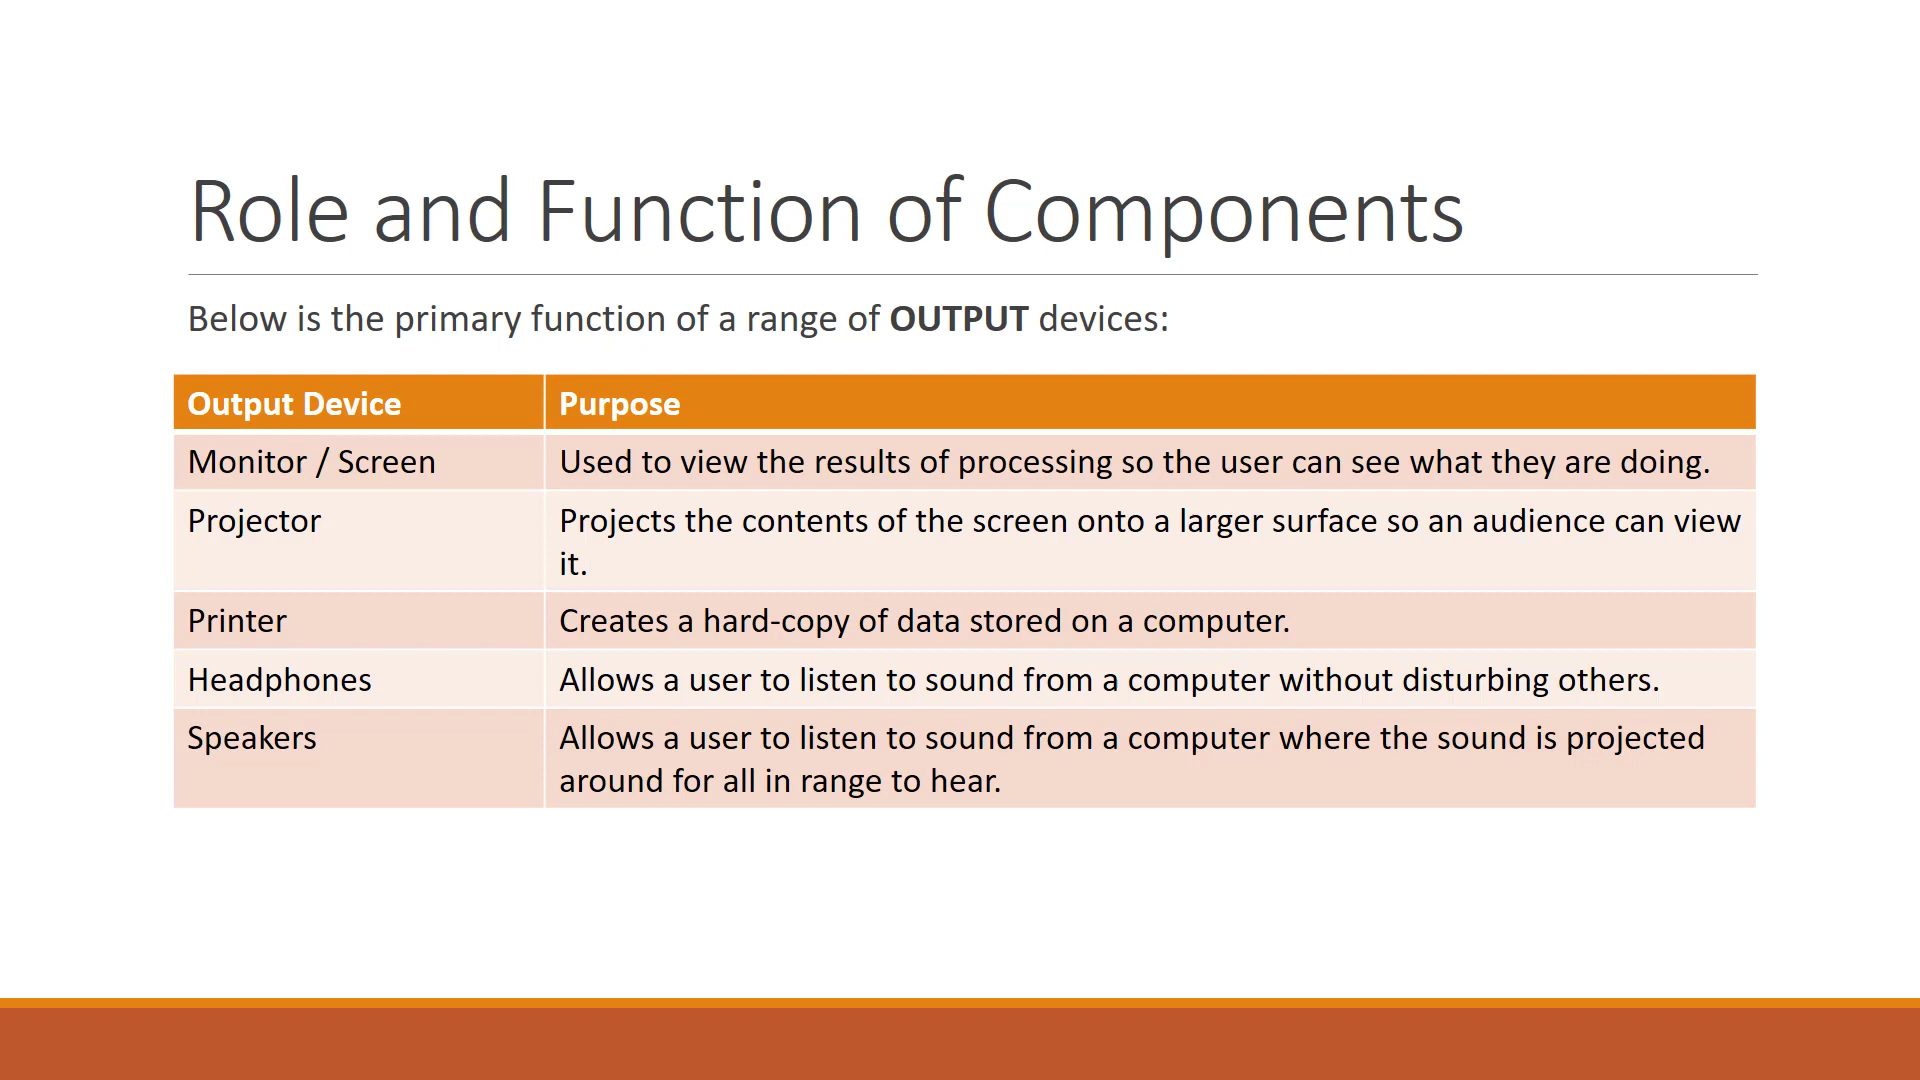 Role and Function of Components
Below is the primary function of a range of OUTPUT devices:
Output Device Purpose
Monitor / Screen Used to view the results of processing so the user can see what they are doing.
Projector Projects the contents of the screen onto a larger surface so an audience can view
it.
Printer Creates a hard-copy of data stored on a computer.
Headphones Allows a user to listen to sound from a computer without disturbing others.
Speakers Allows a user to listen to sound from a computer where the sound is projected
around for all in range to hear.